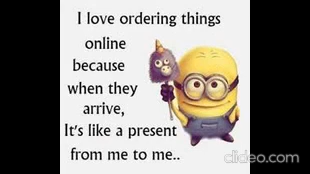 I love ordering things
online
because
when they
arrive,
It's like a present
from me to me..
clideo.com